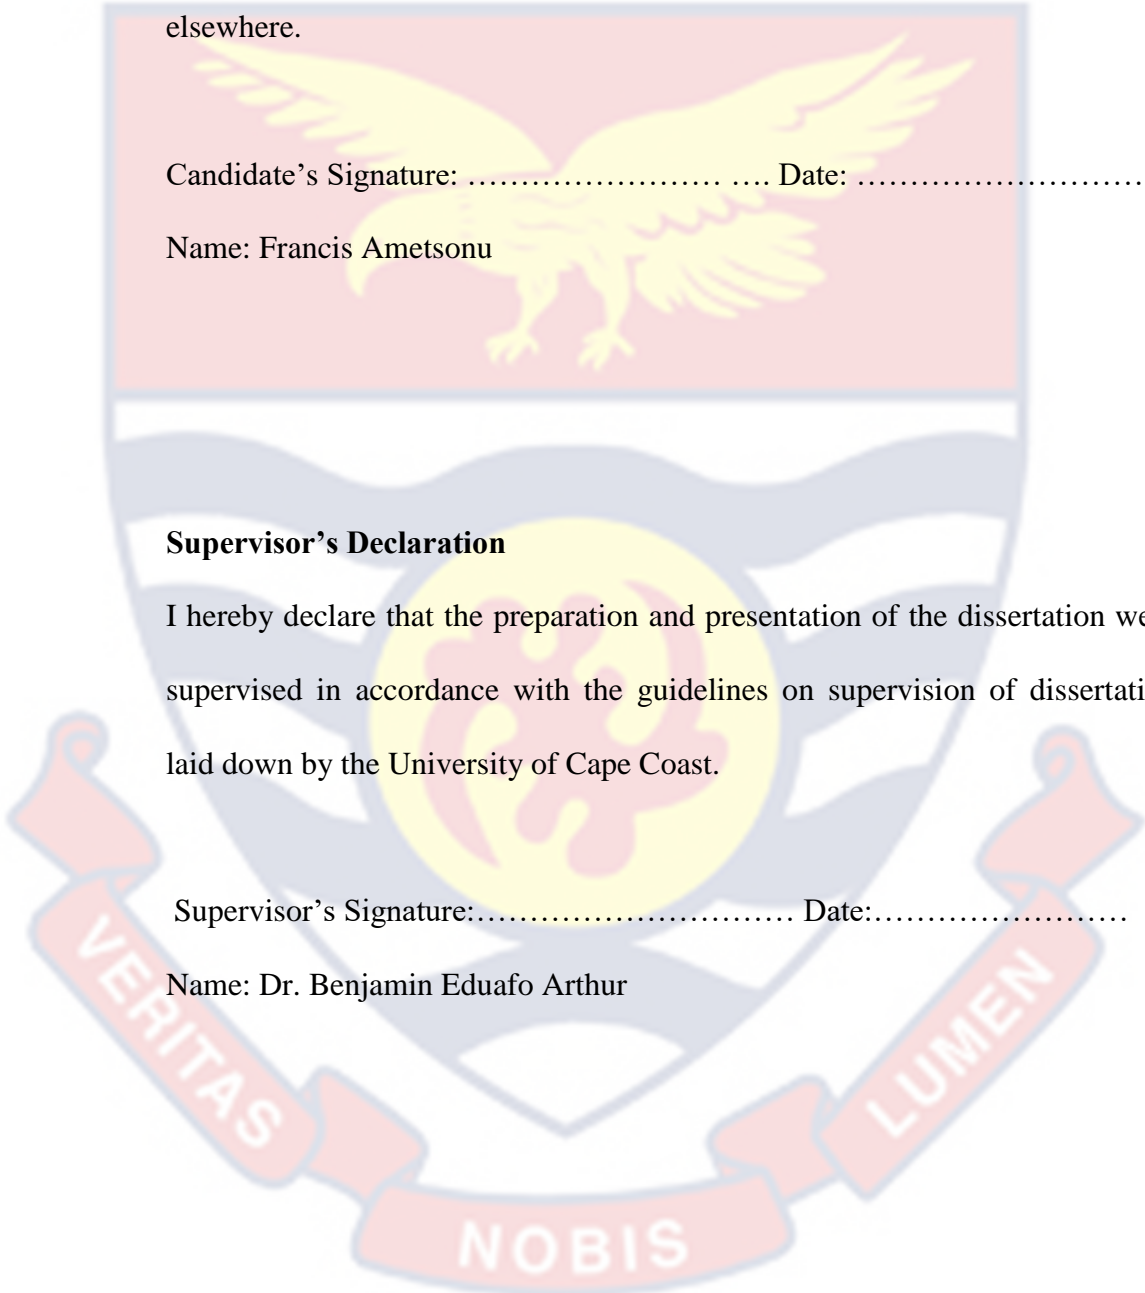 elsewhere.
Candidate’s Signature: …………………… …. Date: ………………………
Name: Francis Ametsonu
Supervisor’s Declaration
I hereby declare that the preparation and presentation of the dissertation
supervised in accordance with the guidelines on supervision of
laid down by the University of Cape Coast.
Supervisor’s Signature:………………………… Date:……………………
Name: Dr. Benjamin Eduafo Arthur
VERITAS
NOBIS
LUMEN